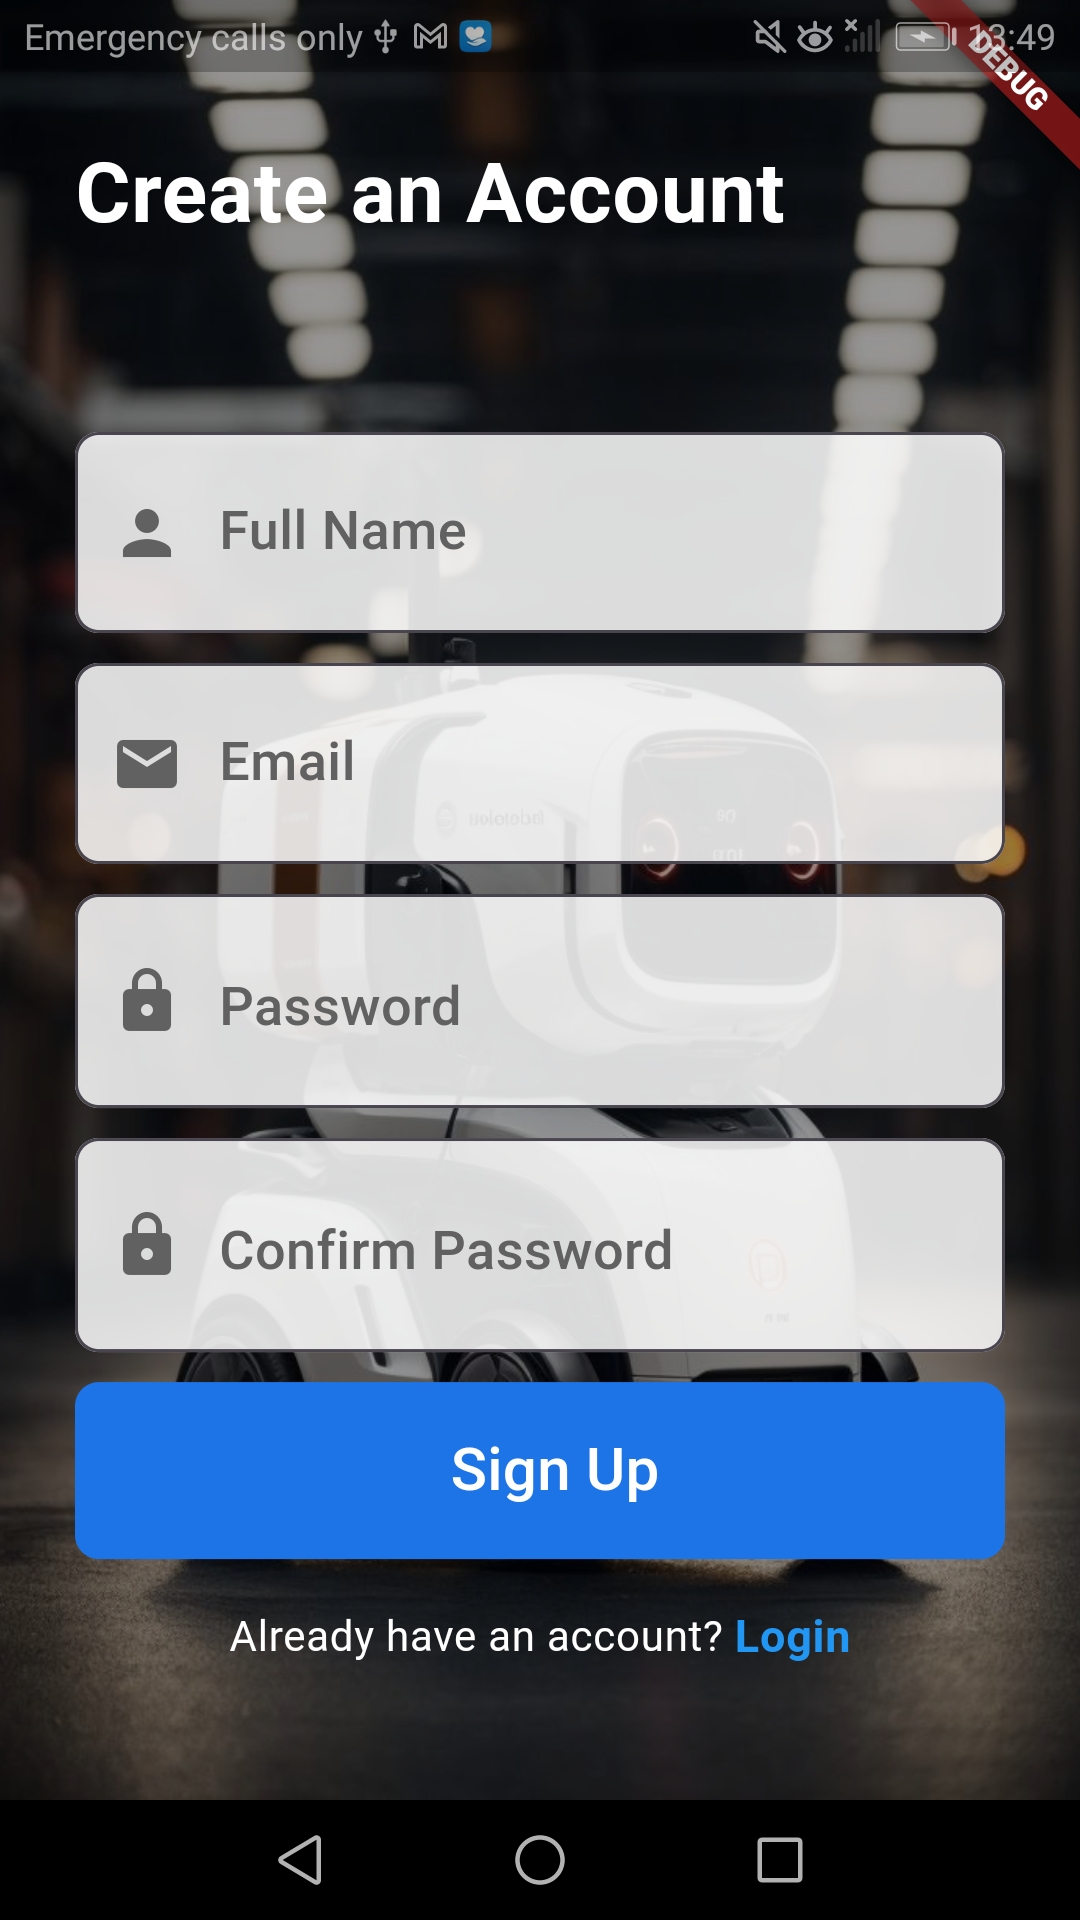 Emergency calls only 13:49
DEBUG
Create an Account
Full Name
Email
Password
Confirm Password
Sign Up
Already have an account? Login